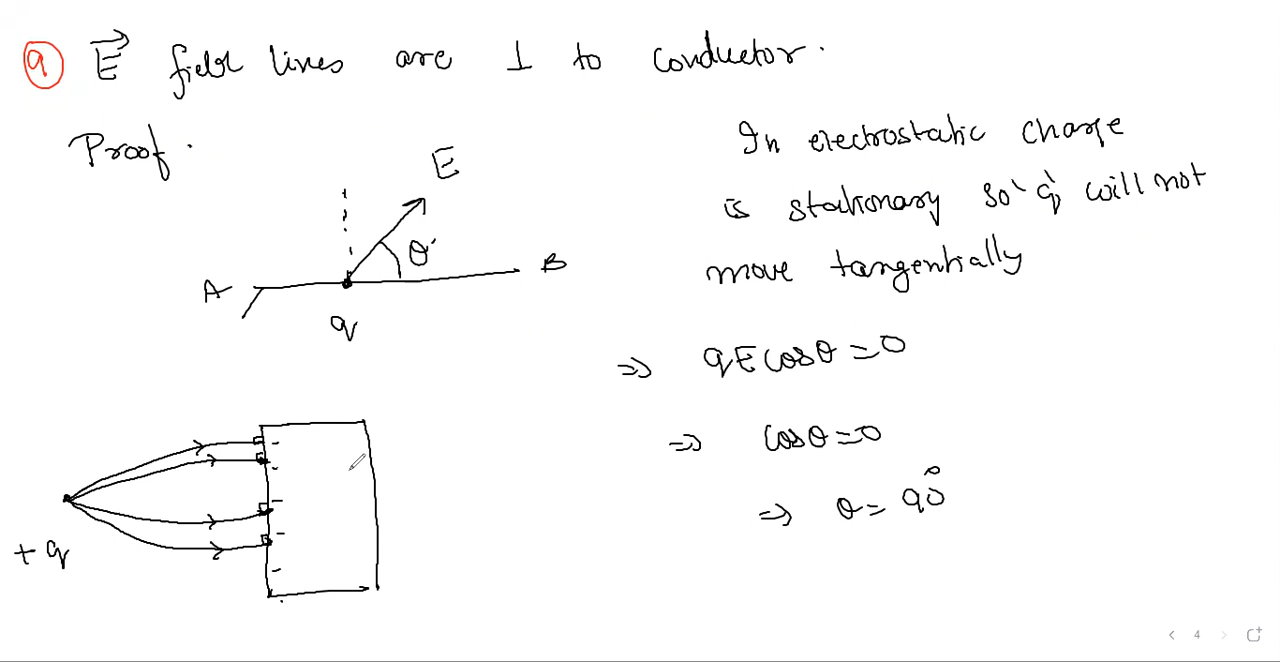 9 E⃗ field lines are ⊥ to conductor.
Proof.
E
θ
A
B
q
In electrostatic charge
is stationary so 'q' will not
move tangentially
⇒ qE cosθ = 0
⇒ cosθ = 0
⇒ θ = 90°
+q
- - - - -
< 4 >